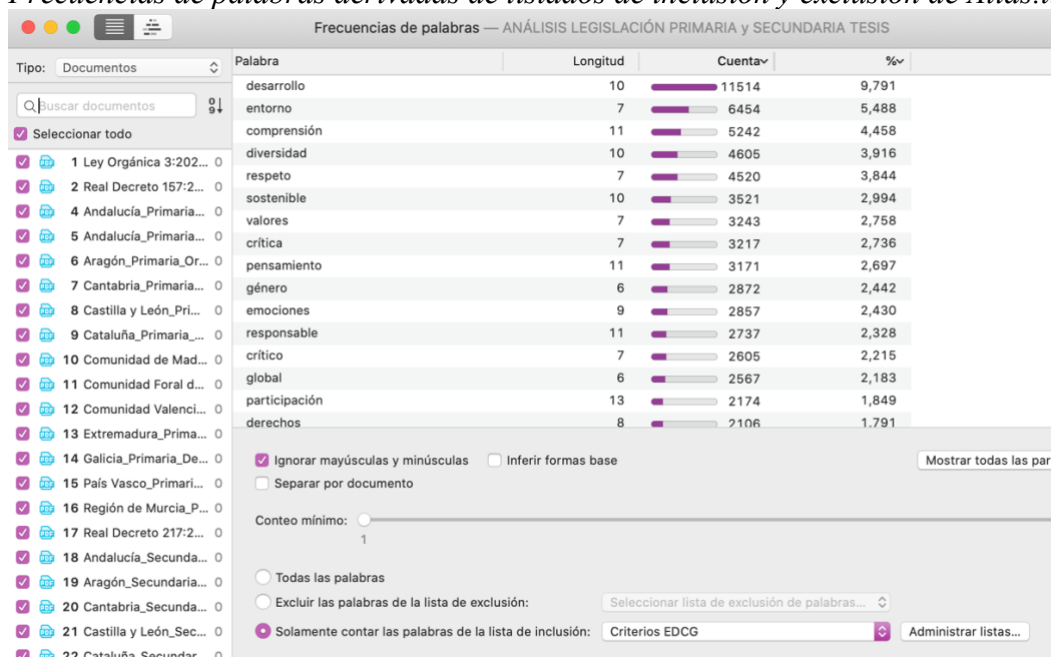 Frecuencias de palabras derivadas de listados de inclusión y exclusión de Atlas.ti
Frecuencias de palabras — ANÁLISIS LEGISLACIÓN PRIMARIA y SECUNDARIA TESIS
Tipo: Documentos
Buscar documentos
Seleccionar todo
1 Ley Orgánica 3:202... 0
2 Real Decreto 157:2... 0
4 Andalucía_Primaria... 0
5 Andalucía_Primaria... 0
6 Aragón_Primaria_Or... 0
7 Cantabria_Primaria... 0
8 Castilla y León_Pri... 0
9 Cataluña_Primaria_... 0
10 Comunidad de Mad... 0
11 Comunidad Foral d... 0
12 Comunidad Valenci... 0
13 Extremadura_Prima... 0
14 Galicia_Primaria_De... 0
15 País Vasco_Primari... 0
16 Región de Murcia_P... 0
17 Real Decreto 217:2... 0
18 Andalucía_Secunda... 0
19 Aragón_Secundaria... 0
20 Cantabria_Secunda... 0
21 Castilla y León_Sec... 0
22 Cataluña_Secundar... 0
Palabra Longitud Cuenta %
desarrollo 10 11514 9,791
entorno 7 6454 5,488
comprensión 11 5242 4,458
diversidad 10 4605 3,916
respeto 7 4520 3,844
sostenible 10 3521 2,994
valores 7 3243 2,758
crítica 7 3217 2,736
pensamiento 11 3171 2,697
género 6 2872 2,442
emociones 9 2857 2,430
responsable 11 2737 2,328
crítico 7 2605 2,215
global 6 2567 2,183
participación 13 2174 1,849
derechos 8 2106 1,791
Ignorar mayúsculas y minúsculas Inferir formas base Mostrar todas las par
Separar por documento
Conteo mínimo:
1
Todas las palabras
Excluir las palabras de la lista de exclusión: Seleccionar lista de exclusión de palabras...
Solamente contar las palabras de la lista de inclusión: Criterios EDCG Administrar listas...